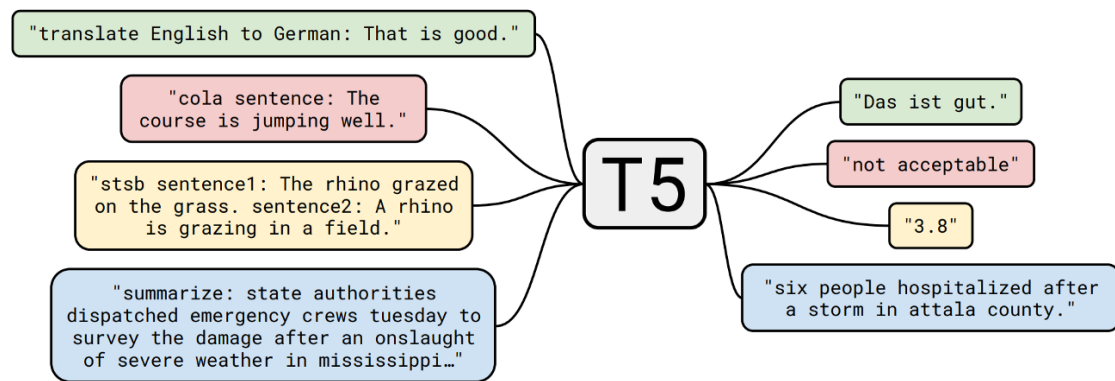 "translate English to German: That is good."
"cola sentence: The
course is jumping well."
"stsb sentence1: The rhino grazed
on the grass. sentence2: A rhino
is grazing in a field."
"summarize: state authorities
dispatched emergency crews tuesday to
survey the damage after an onslaught
of severe weather in mississippi…"
T5
"Das ist gut."
"not acceptable"
"3.8"
"six people hospitalized after
a storm in attala county."